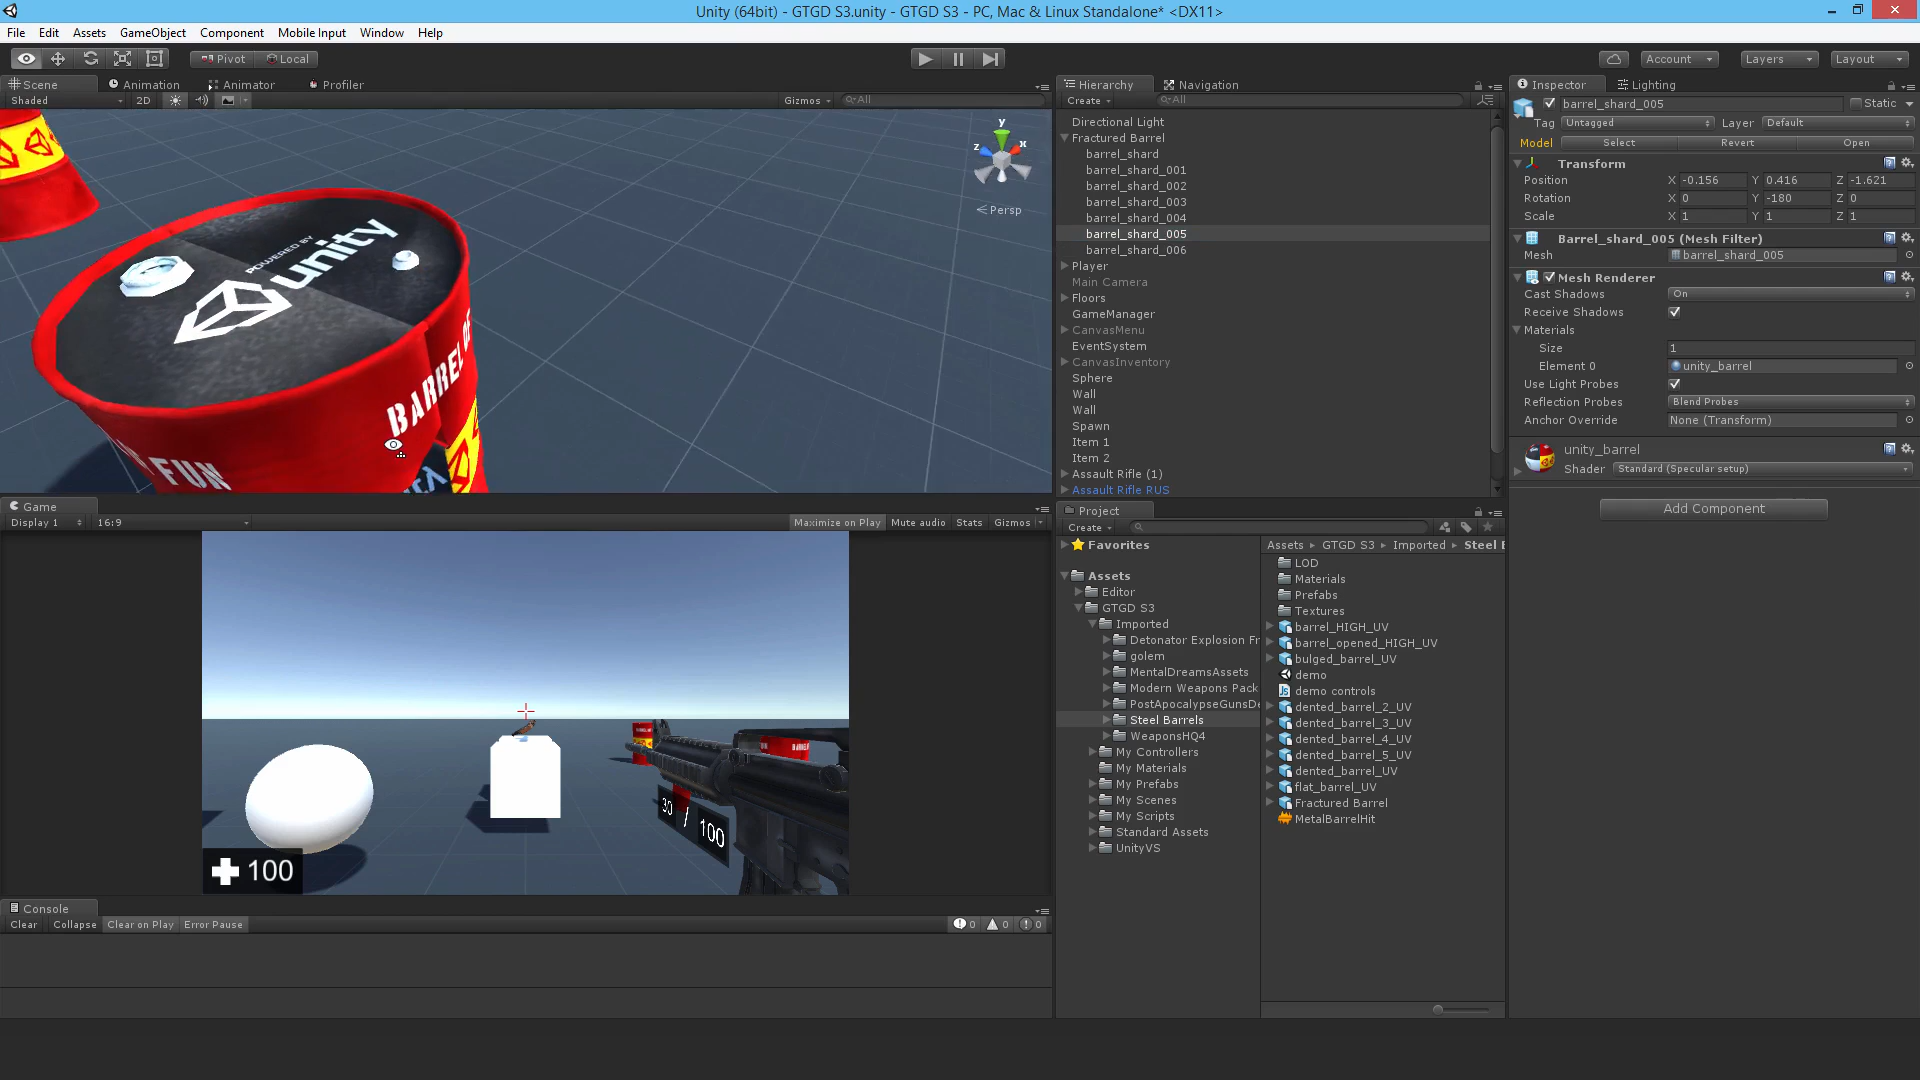 Unity (64bit) - GTGD S3.unity - GTGD S3 - PC, Mac & Linux Standalone* <DX11>
File Edit Assets GameObject Component Mobile Input Window Help
Pivot Local Account Layers Layout
Scene Animation Animator Profiler
Shaded 2D Gizmos All
POWERED BY
unity
BARREL OF
FUN
y
z x
Persp
Game
Display 1 16:9 Maximize on Play Mute audio Stats Gizmos
30 / 100
100
Console
Clear Collapse Clear on Play Error Pause 0 0 0
Hierarchy Navigation
Create All
Directional Light
Fractured Barrel
barrel_shard
barrel_shard_001
barrel_shard_002
barrel_shard_003
barrel_shard_004
barrel_shard_005
barrel_shard_006
Player
Main Camera
Floors
GameManager
CanvasMenu
EventSystem
CanvasInventory
Sphere
Wall
Wall
Spawn
Item 1
Item 2
Assault Rifle (1)
Assault Rifle RUS
Project
Create
Favorites
Assets
Editor
GTGD S3
Imported
Detonator Explosion Fr
golem
MentalDreamsAssets
Modern Weapons Pack
PostApocalypseGunsDe
Steel Barrels
WeaponsHQ4
My Controllers
My Materials
My Prefabs
My Scenes
My Scripts
Standard Assets
UnityVS
Assets GTGD S3 Imported Steel B
LOD
Materials
Prefabs
Textures
barrel_HIGH_UV
barrel_opened_HIGH_UV
bulged_barrel_UV
demo
demo controls
dented_barrel_2_UV
dented_barrel_3_UV
dented_barrel_4_UV
dented_barrel_5_UV
dented_barrel_UV
flat_barrel_UV
Fractured Barrel
MetalBarrelHit
Inspector Lighting
barrel_shard_005 Static
Tag Untagged Layer Default
Model Select Revert Open
Transform
Position X -0.156 Y 0.416 Z -1.621
Rotation X 0 Y -180 Z 0
Scale X 1 Y 1 Z 1
Barrel_shard_005 (Mesh Filter)
Mesh barrel_shard_005
Mesh Renderer
Cast Shadows On
Receive Shadows
Materials
Size 1
Element 0 unity_barrel
Use Light Probes
Reflection Probes Blend Probes
Anchor Override None (Transform)
unity_barrel
Shader Standard (Specular setup)
Add Component